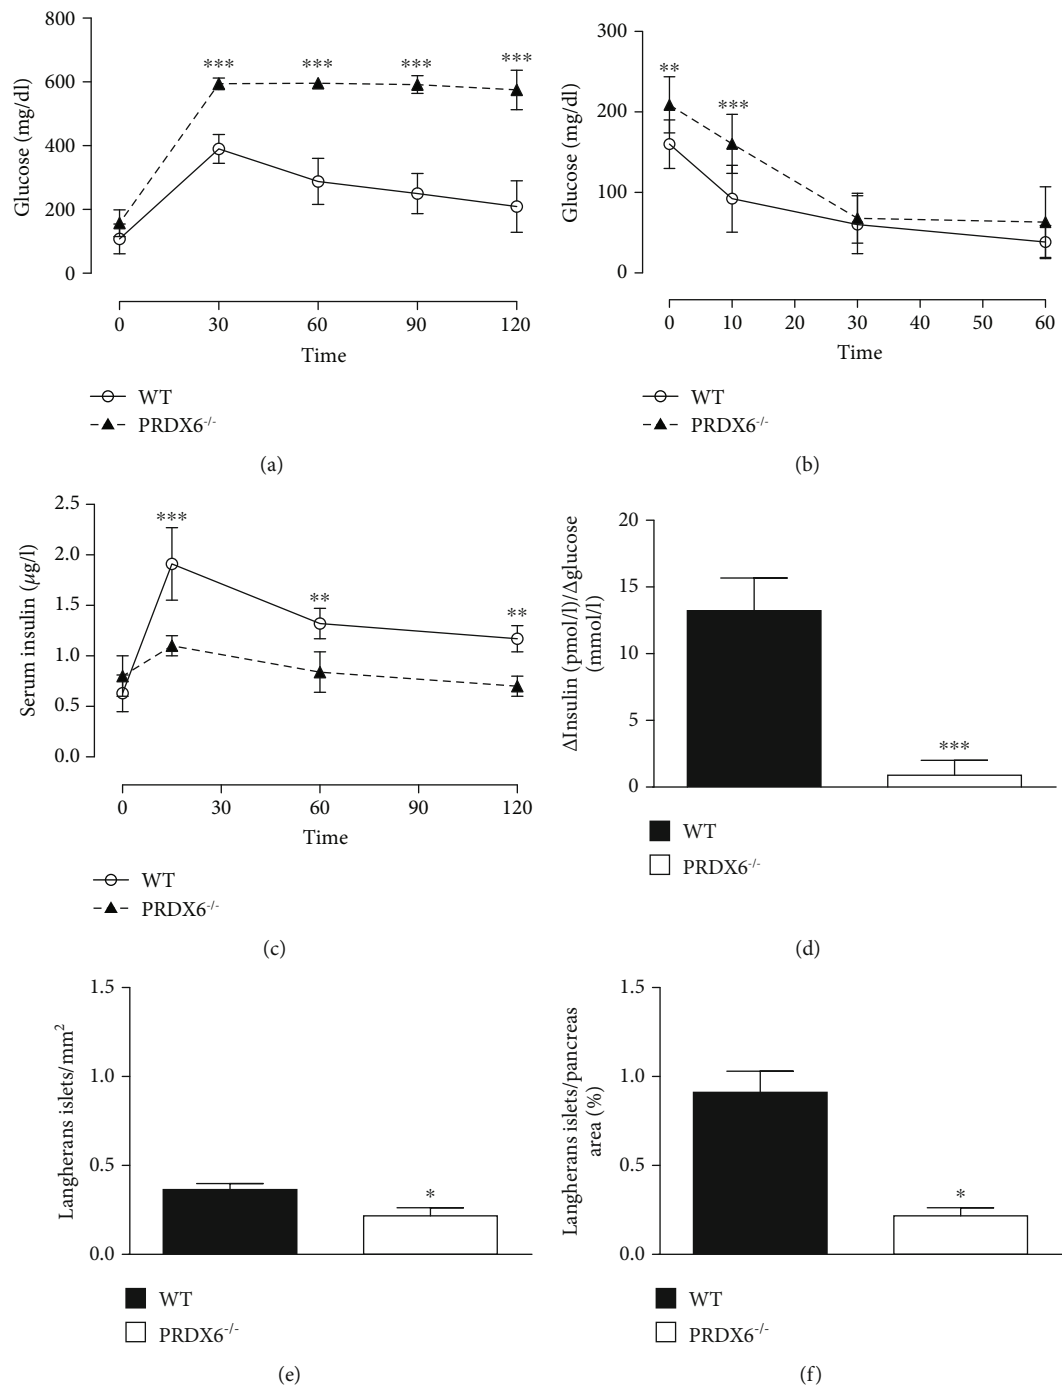 800
600
400
200
0
Glucose (mg/dl)
***
***
***
***
0 30 60 90 120
Time
WT
PRDX6-/-
(a)
300
200
100
0
Glucose (mg/dl)
**
***
0 10 20 30 40 50 60
Time
WT
PRDX6-/-
(b)
2.5
2.0
1.5
1.0
0.5
0.0
Serum insulin (μg/l)
***
**
**
0 30 60 90 120
Time
WT
PRDX6-/-
(c)
20
15
10
5
0
ΔInsulin (pmol/l)/Δglucose
(mmol/l)
***
WT
PRDX6-/-
(d)
1.5
1.0
0.5
0.0
Langherans islets/mm²
*
WT
PRDX6-/-
(e)
1.5
1.0
0.5
0.0
Langherans islets/pancreas
area (%)
*
WT
PRDX6-/-
(f)